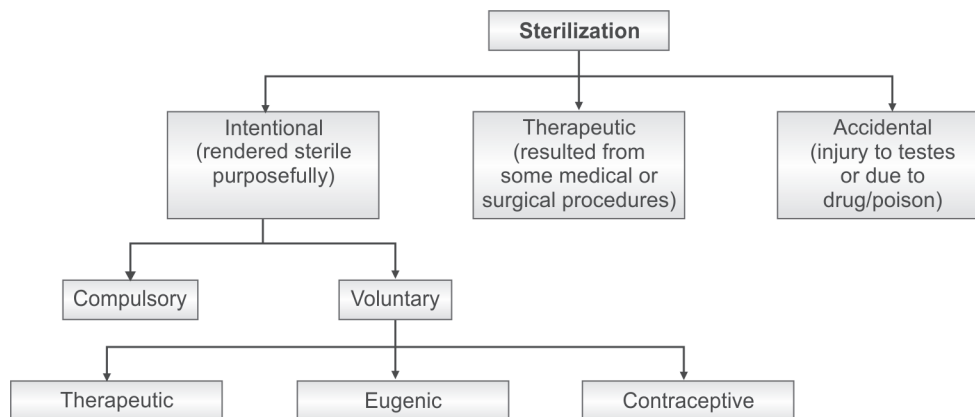 Sterilization
Intentional
(rendered sterile
purposefully)
Therapeutic
(resulted from
some medical or
surgical procedures)
Accidental
(injury to testes
or due to
drug/poison)
Compulsory
Voluntary
Therapeutic
Eugenic
Contraceptive